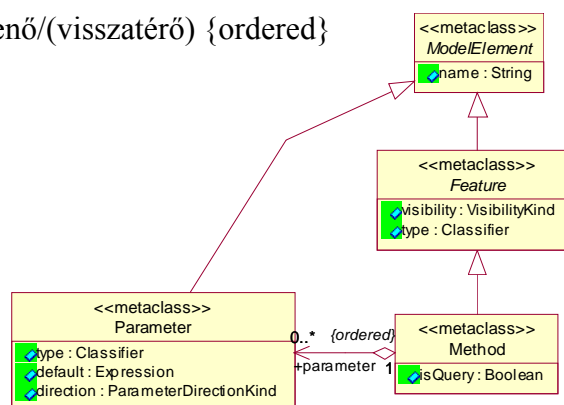 enő/(visszatérő) {ordered}
<<metaclass>>
ModelElement
name : String
<<metaclass>>
Feature
visibility : VisibilityKind
type : Classifier
<<metaclass>>
Parameter
type : Classifier
default : Expression
direction : ParameterDirectionKind
0..* {ordered}
+parameter 1
<<metaclass>>
Method
isQuery : Boolean